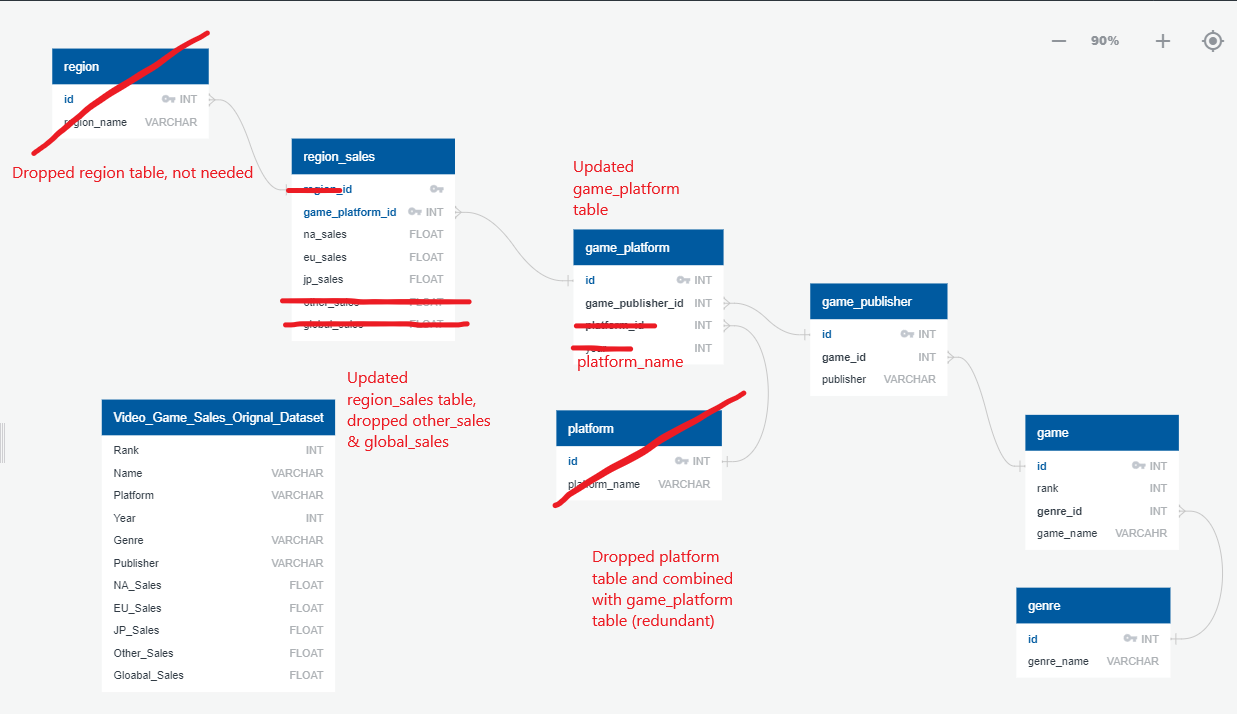 90%
region
id INT
region_name VARCHAR
Dropped region table, not needed
region_sales
region_id
game_platform_id INT
na_sales FLOAT
eu_sales FLOAT
jp_sales FLOAT
other_sales FLOAT
global_sales FLOAT
Updated
region_sales table,
dropped other_sales
& global_sales
Updated
game_platform
table
game_platform
id INT
game_publisher_id INT
platform_id INT
year INT
platform_name
platform
id INT
platform_name VARCHAR
Dropped platform
table and combined
with game_platform
table (redundant)
game_publisher
id INT
game_id INT
publisher VARCHAR
game
id INT
rank INT
genre_id INT
game_name VARCAHR
genre
id INT
genre_name VARCHAR
Video_Game_Sales_Orignal_Dataset
Rank INT
Name VARCHAR
Platform VARCHAR
Year INT
Genre VARCHAR
Publisher VARCHAR
NA_Sales FLOAT
EU_Sales FLOAT
JP_Sales FLOAT
Other_Sales FLOAT
Gloabal_Sales FLOAT